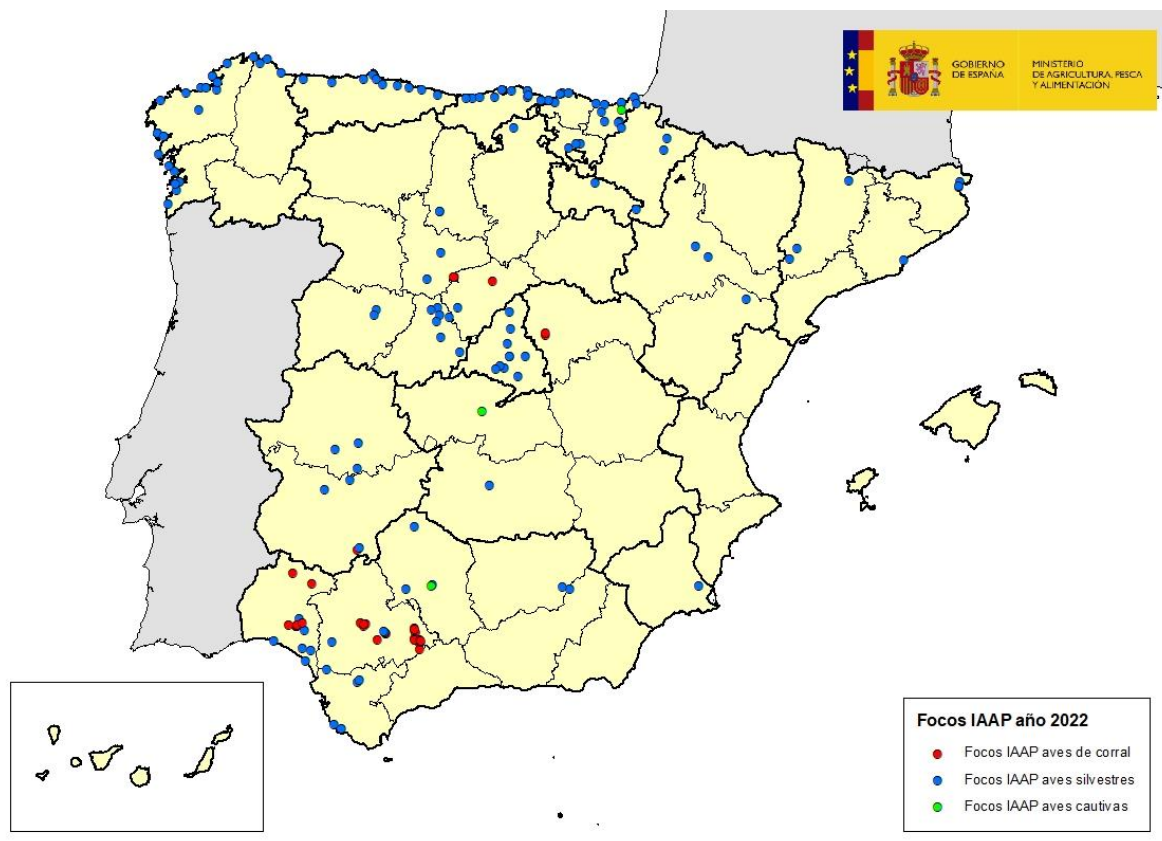 GOBIERNO
DE ESPAÑA
MINISTERIO
DE AGRICULTURA, PESCA
Y ALIMENTACIÓN
Focos IAAP año 2022
Focos IAAP aves de corral
Focos IAAP aves silvestres
Focos IAAP aves cautivas